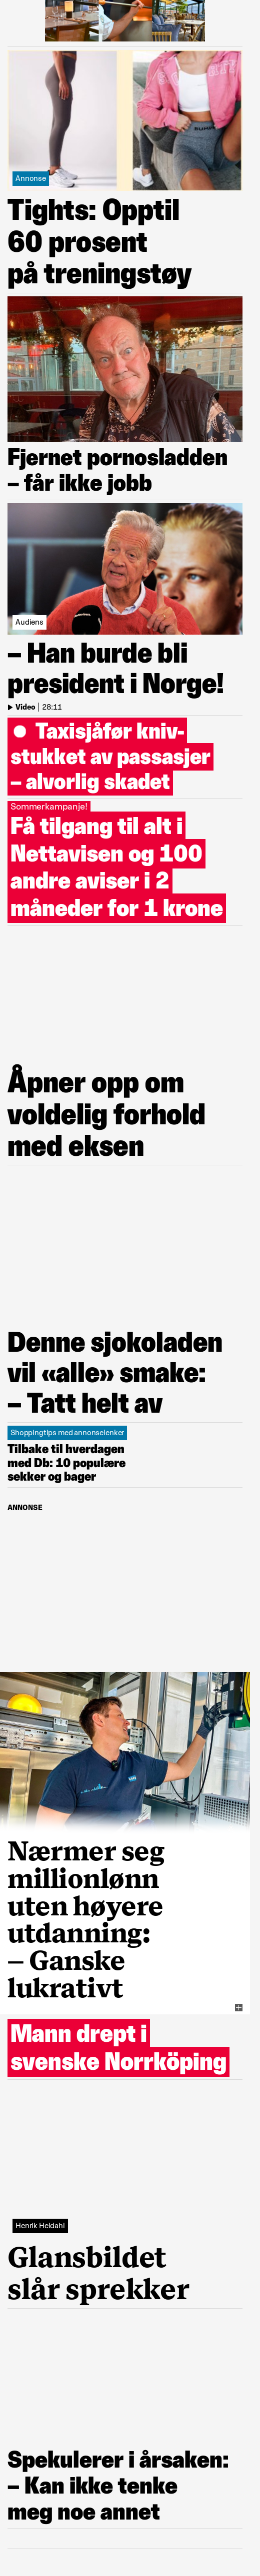 Annonse
Tights: Opptil
60 prosent
på treningstøy
Fjernet pornosladden
– får ikke jobb
Audiens
– Han burde bli
president i Norge!
Video | 28:11
Taxisjåfør kniv-
stukket av passasjer
– alvorlig skadet
Sommerkampanje!
Få tilgang til alt i
Nettavisen og 100
andre aviser i 2
måneder for 1 krone
Åpner opp om
voldelig forhold
med eksen
Denne sjokoladen
vil «alle» smake:
– Tatt helt av
Shoppingtips med annonselenker
Tilbake til hverdagen
med Db: 10 populære
sekker og bager
ANNONSE
Nærmer seg
millionlønn
uten høyere
utdanning:
– Ganske
lukrativt
Mann drept i
svenske Norrköping
Henrik Heldahl
Glansbildet
slår sprekker
Spekulerer i årsaken:
– Kan ikke tenke
meg noe annet